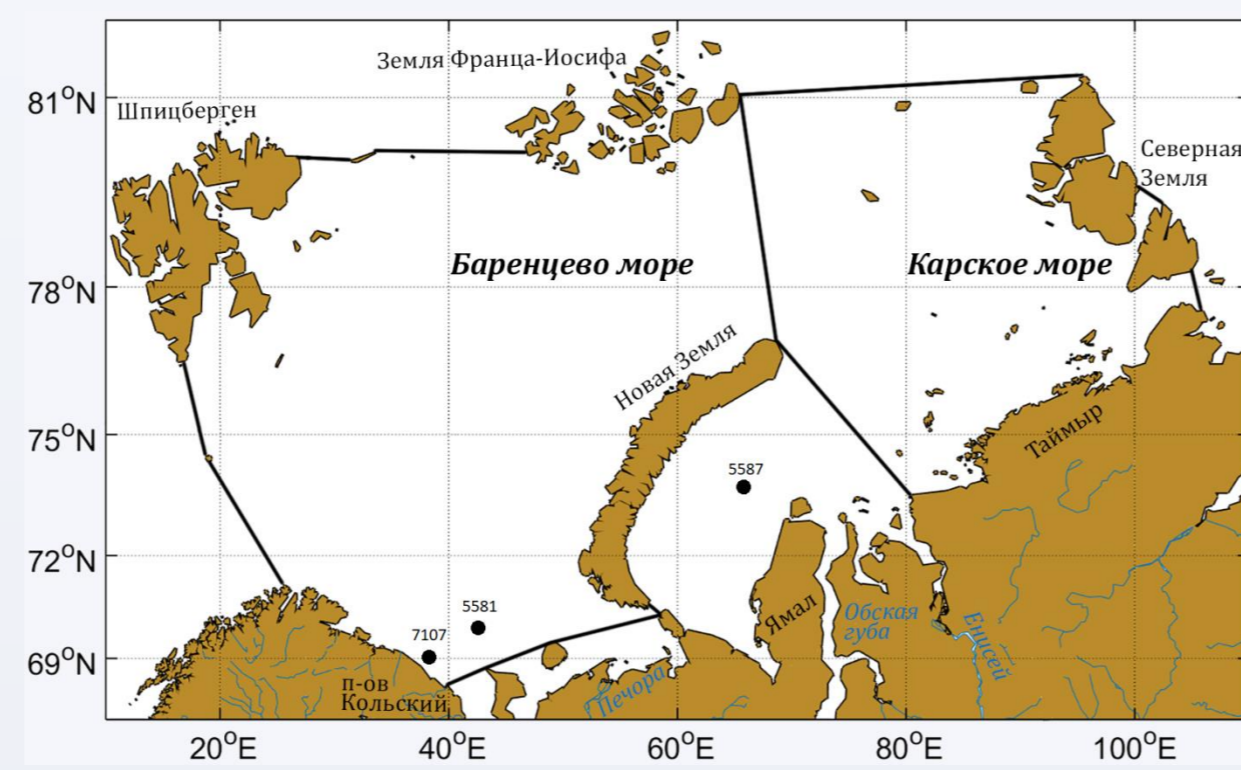 Земля Франца-Иосифа
81°N
Шпицберген
Северная
Земля
Баренцево море
Карское море
78°N
Новая Земля
75°N
Таймыр
5587
72°N
5581
7107
Ямал
Обская
губа
Енисей
69°N
п-ов
Кольский
Печора
20°E
40°E
60°E
80°E
100°E